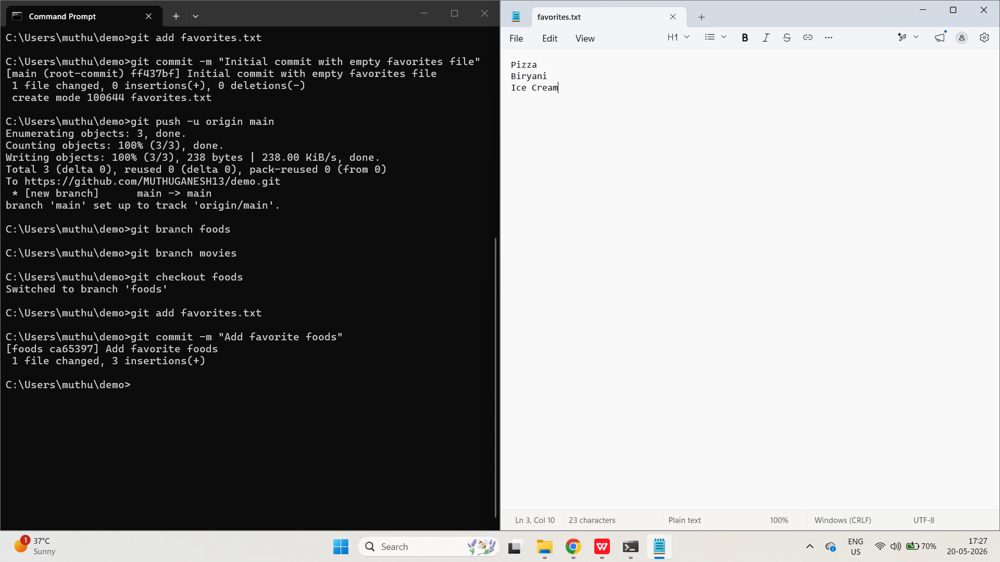 Command Prompt
C:\Users\muthu\demo>git add favorites.txt
C:\Users\muthu\demo>git commit -m "Initial commit with empty favorites file"
[main (root-commit) ff437bf] Initial commit with empty favorites file
 1 file changed, 0 insertions(+), 0 deletions(-)
 create mode 100644 favorites.txt
C:\Users\muthu\demo>git push -u origin main
Enumerating objects: 3, done.
Counting objects: 100% (3/3), done.
Writing objects: 100% (3/3), 238 bytes | 238.00 KiB/s, done.
Total 3 (delta 0), reused 0 (delta 0), pack-reused 0 (from 0)
To https://github.com/MUTHUGANESH13/demo.git
 * [new branch]      main -> main
branch 'main' set up to track 'origin/main'.
C:\Users\muthu\demo>git branch foods
C:\Users\muthu\demo>git branch movies
C:\Users\muthu\demo>git checkout foods
Switched to branch 'foods'
C:\Users\muthu\demo>git add favorites.txt
C:\Users\muthu\demo>git commit -m "Add favorite foods"
[foods ca65397] Add favorite foods
 1 file changed, 3 insertions(+)
C:\Users\muthu\demo>
favorites.txt
File Edit View H1 B I S
Pizza
Biryani
Ice Cream
Ln 3, Col 10 23 characters Plain text 100% Windows (CRLF) UTF-8
1 37°C
Sunny
Search
W
ENG
US
70%
17:27
20-05-2026